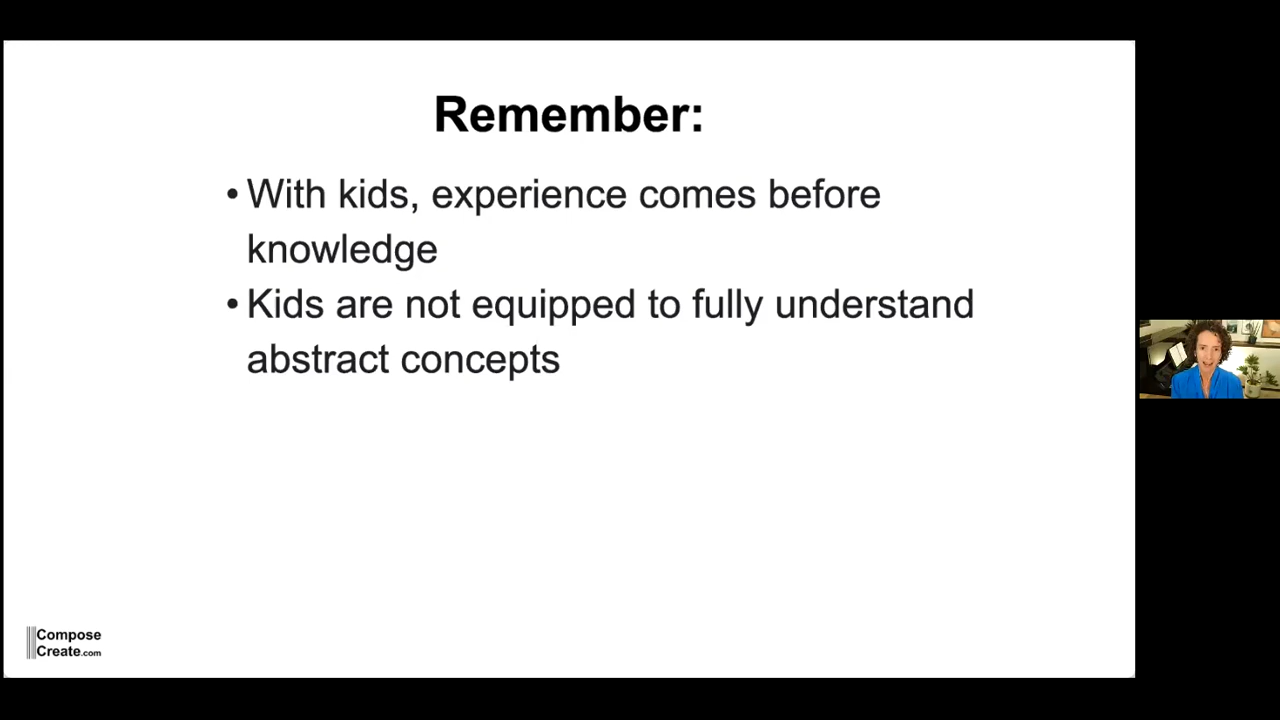 Remember:
• With kids, experience comes before
knowledge
• Kids are not equipped to fully understand
abstract concepts
Compose
Create.com